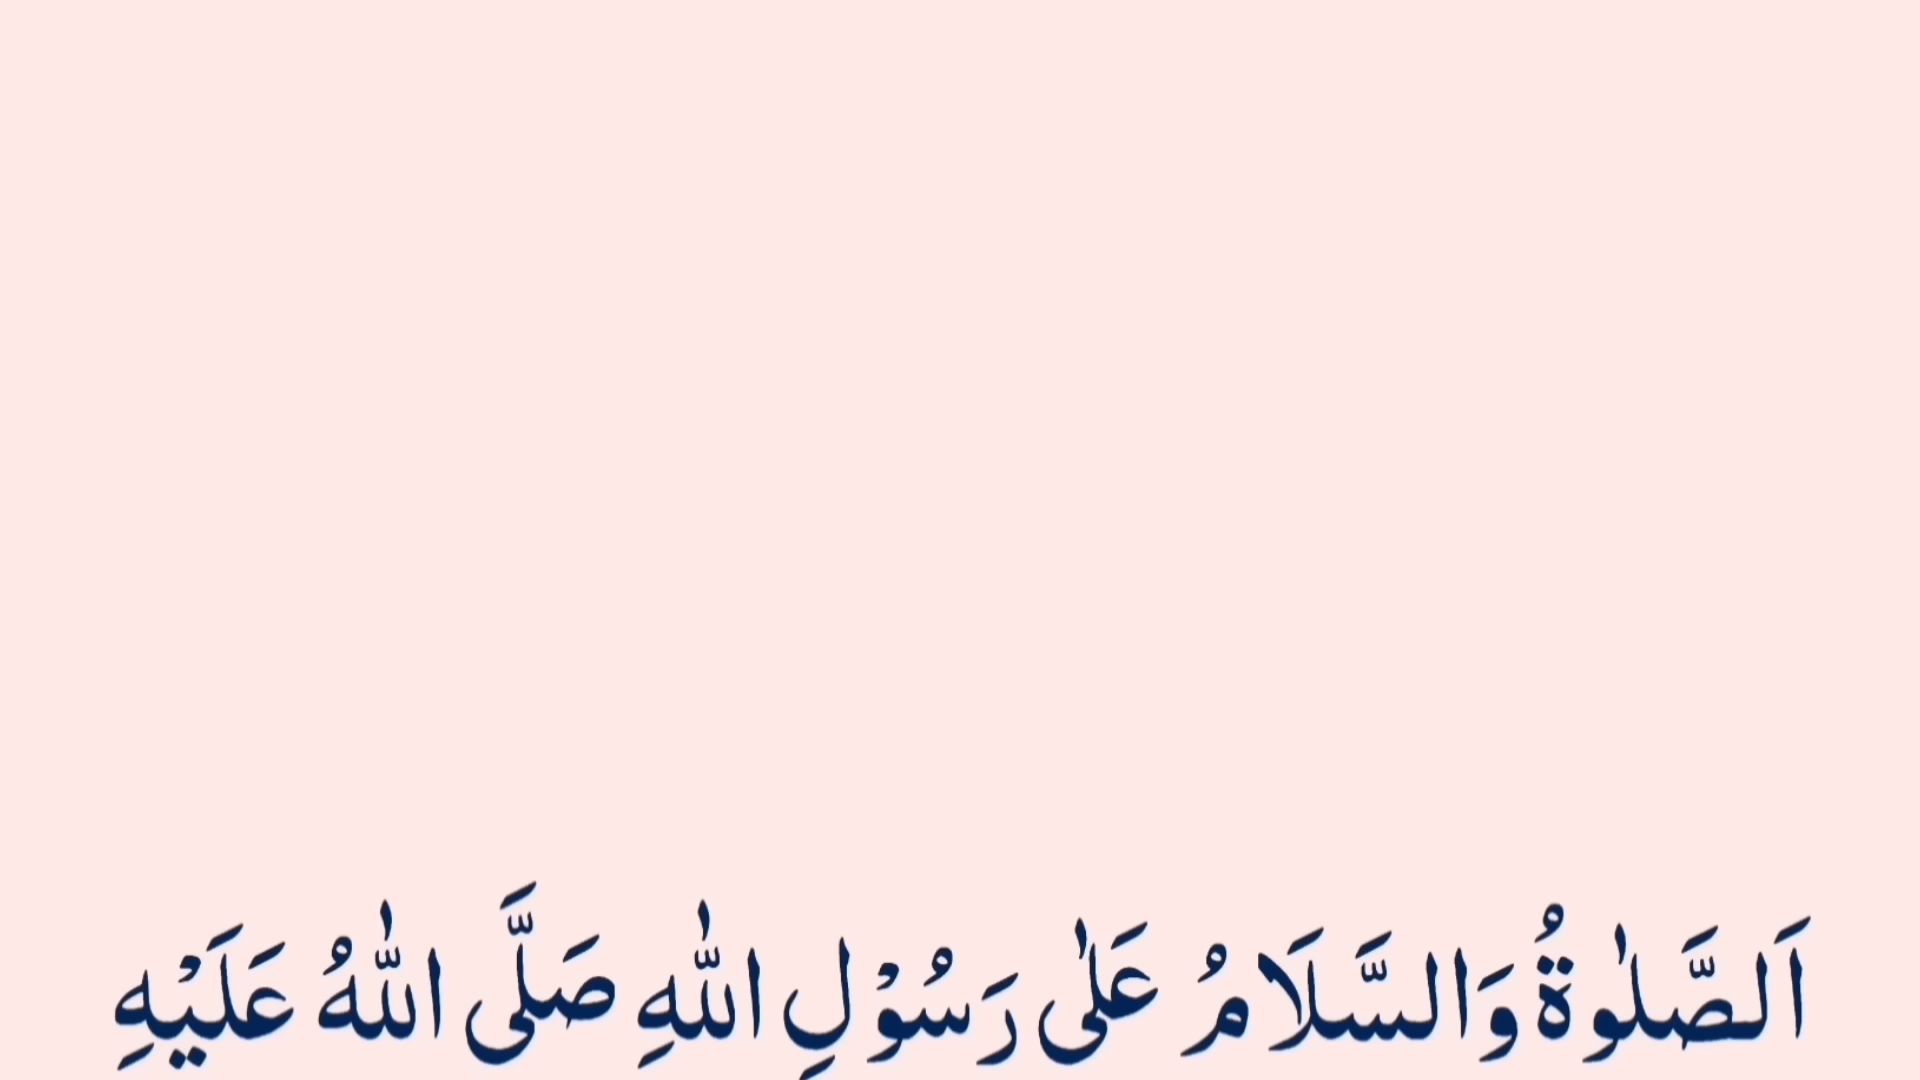 اَلصَّلٰوةُ وَالسَّلَامُ عَلٰى رَسُوْلِ اللّٰهِ صَلَّى اللّٰهُ عَلَيْهِ